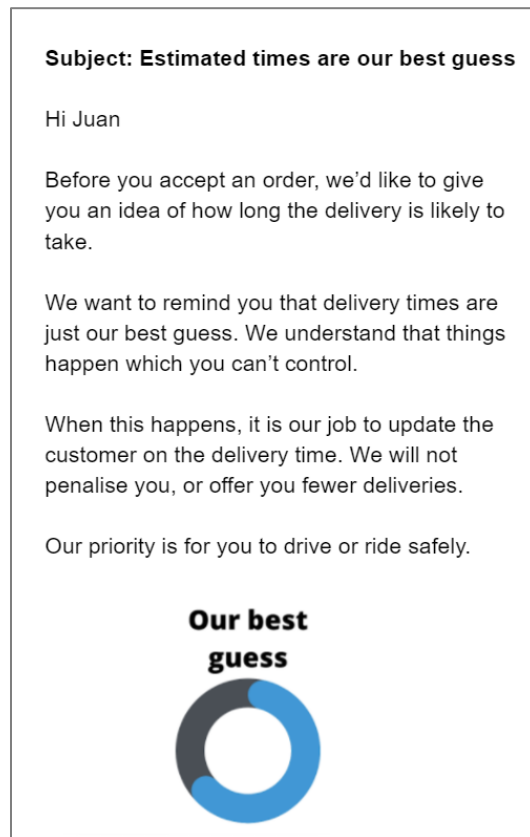 Subject: Estimated times are our best guess
Hi Juan
Before you accept an order, we’d like to give
you an idea of how long the delivery is likely to
take.
We want to remind you that delivery times are
just our best guess. We understand that things
happen which you can’t control.
When this happens, it is our job to update the
customer on the delivery time. We will not
penalise you, or offer you fewer deliveries.
Our priority is for you to drive or ride safely.
Our best
guess